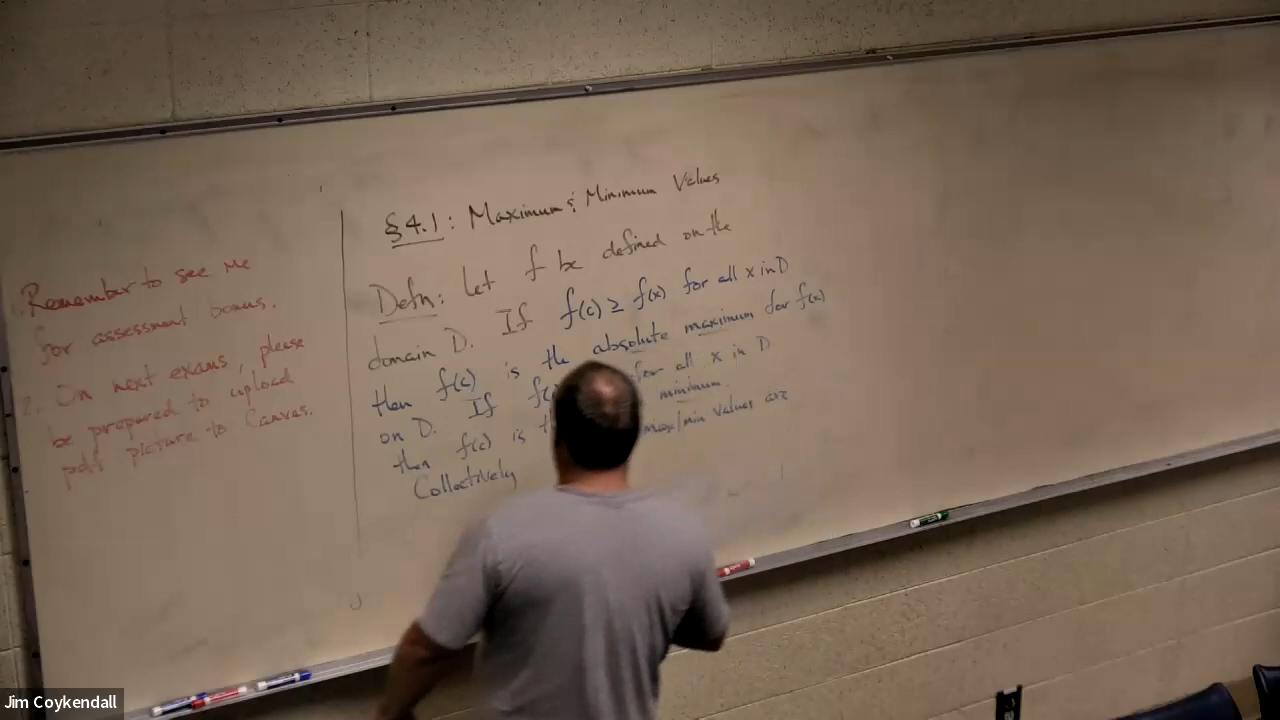 1. Remember to see me
for assessment bonus.
2. On next exams, please
be prepared to upload
pdf picture to Canvas.
§4.1: Maximum & Minimum Values
Defn: Let f be defined on the
domain D. If f(c) ≥ f(x) for all x in D
then f(c) is the absolute maximum for f(x)
on D. If f(c for all x in D
then f(c) is th minimum.
Collectively max/min values are
Jim Coykendall